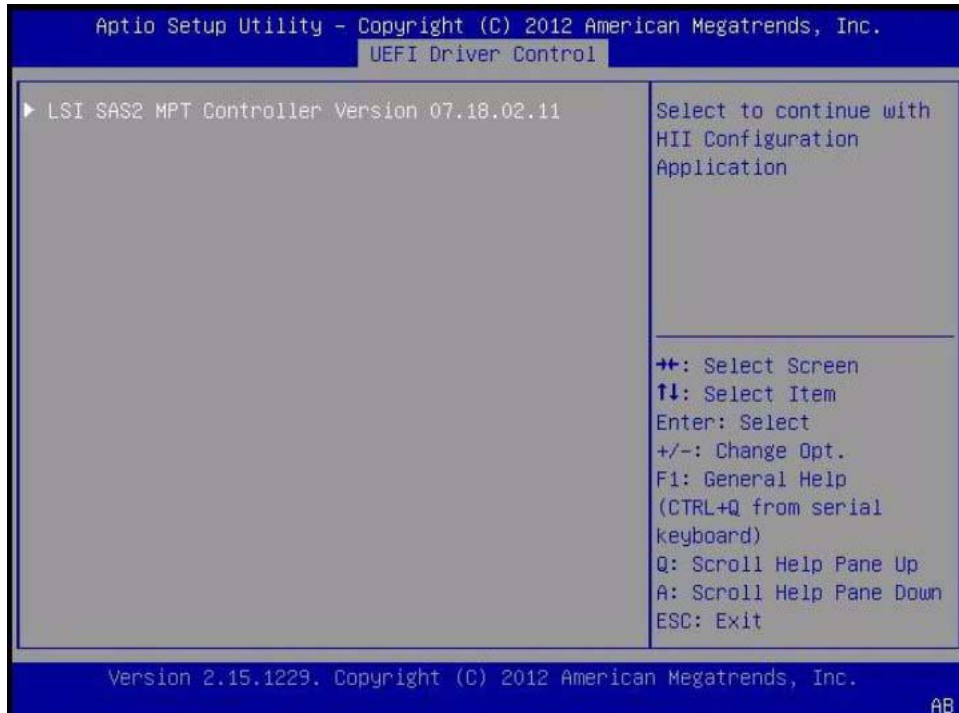 Aptio Setup Utility – Copyright (C) 2012 American Megatrends, Inc.
UEFI Driver Control
▶ LSI SAS2 MPT Controller Version 07.18.02.11
Select to continue with
HII Configuration
Application
→←: Select Screen
↑↓: Select Item
Enter: Select
+/-: Change Opt.
F1: General Help
(CTRL+Q from serial
keyboard)
Q: Scroll Help Pane Up
A: Scroll Help Pane Down
ESC: Exit
Version 2.15.1229. Copyright (C) 2012 American Megatrends, Inc.
AB